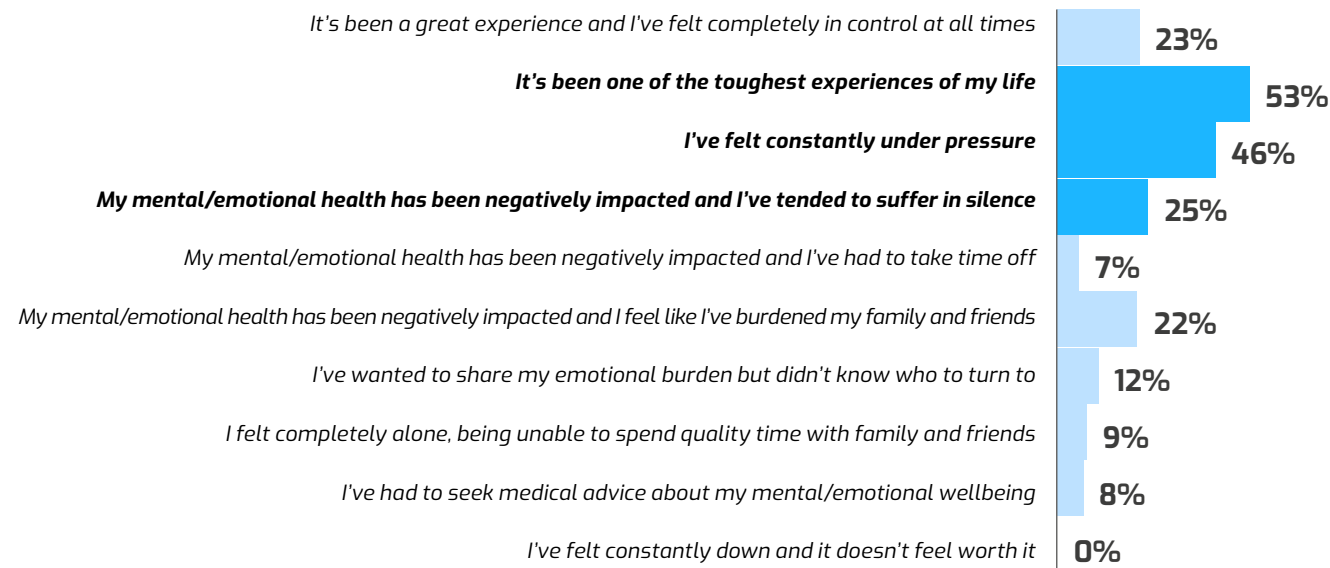 It's been a great experience and I've felt completely in control at all times 23%
It's been one of the toughest experiences of my life 53%
I've felt constantly under pressure 46%
My mental/emotional health has been negatively impacted and I've tended to suffer in silence 25%
My mental/emotional health has been negatively impacted and I've had to take time off 7%
My mental/emotional health has been negatively impacted and I feel like I've burdened my family and friends 22%
I've wanted to share my emotional burden but didn't know who to turn to 12%
I felt completely alone, being unable to spend quality time with family and friends 9%
I've had to seek medical advice about my mental/emotional wellbeing 8%
I've felt constantly down and it doesn't feel worth it 0%